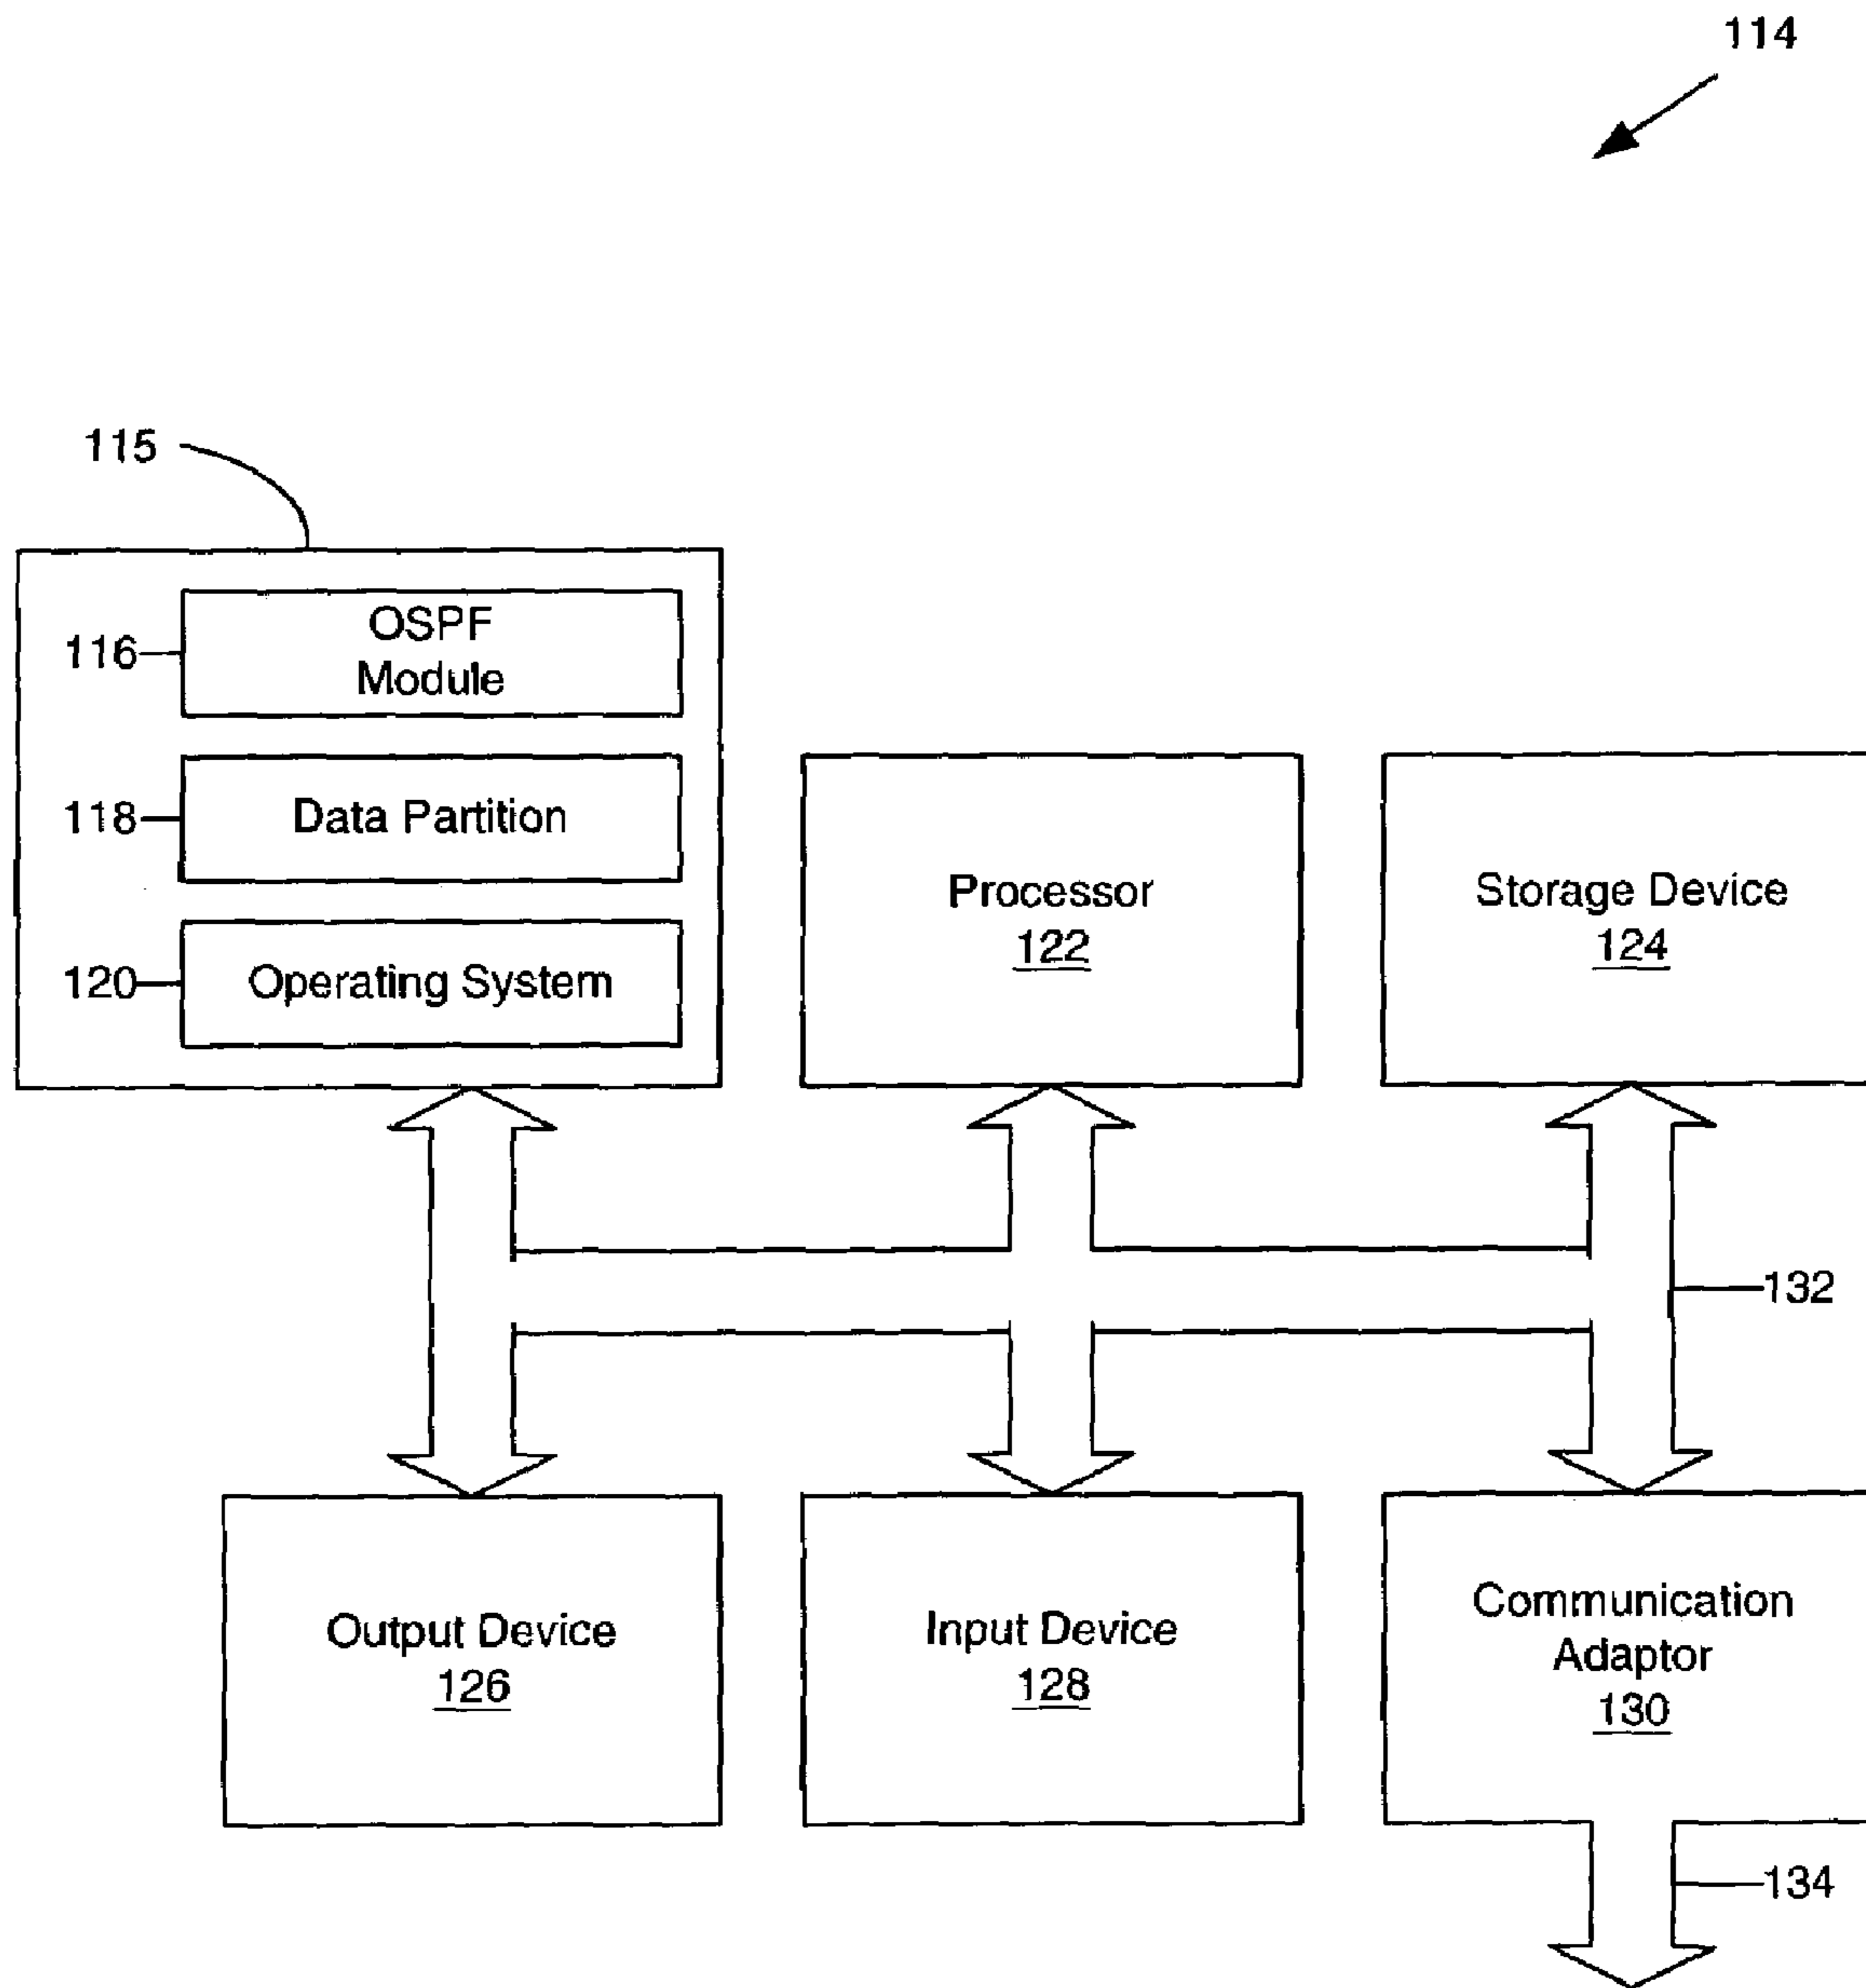 114
115
116
OSPF
Module
118
Data Partition
120
Operating System
Processor
122
Storage Device
124
132
Output Device
126
Input Device
128
Communication
Adaptor
130
134